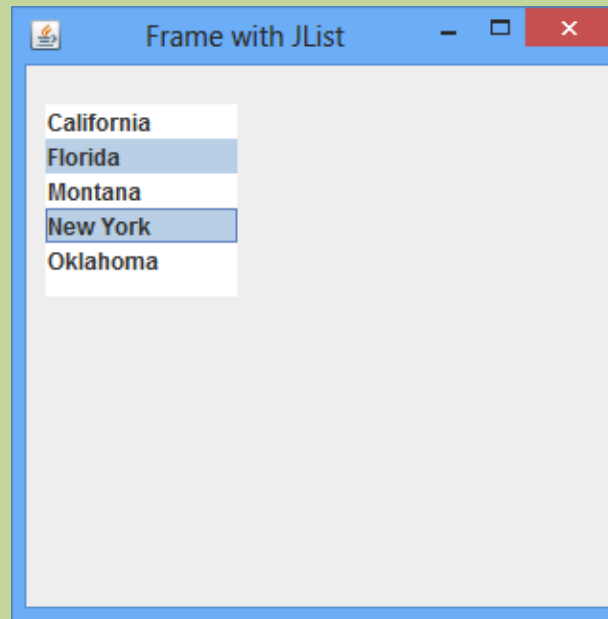 Frame with JList
California
Florida
Montana
New York
Oklahoma